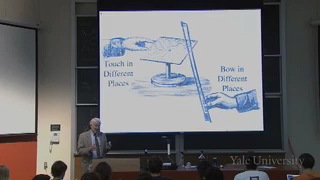 Touch in
Different
Places
Bow in
Different
Places
Yale University